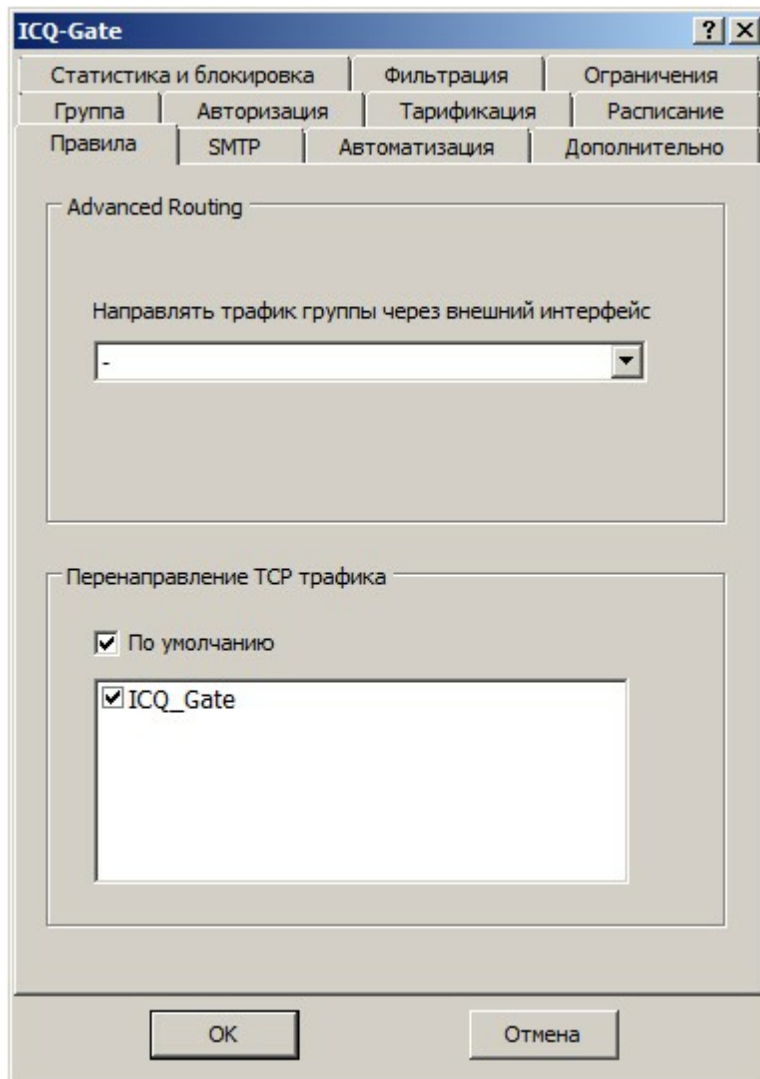 ICQ-Gate
Статистика и блокировка Фильтрация Ограничения
Группа Авторизация Тарификация Расписание
Правила SMTP Автоматизация Дополнительно
Advanced Routing
Направлять трафик группы через внешний интерфейс
-
Перенаправление TCP трафика
По умолчанию
ICQ_Gate
OK Отмена